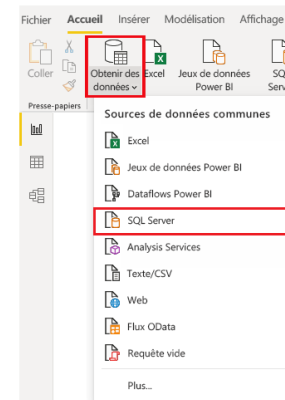 Fichier Accueil Insérer Modélisation Affichage
Coller
Obtenir des données
Excel
Jeux de données Power BI
Presse-papiers
Sources de données communes
Excel
Jeux de données Power BI
Dataflows Power BI
SQL Server
Analysis Services
Texte/CSV
Web
Flux OData
Requête vide
Plus...